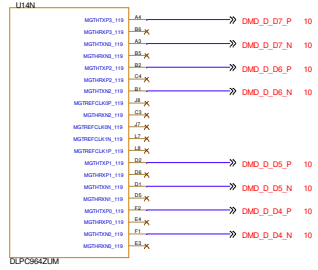 U14N
MGTHTXP3_119 A4 DMD_D_D7_P 10
MGTHRXP3_119 B6
MGTHTXN3_119 A3 DMD_D_D7_N 10
MGTHRXN3_119 B5
MGTHTXP2_119 B2 DMD_D_D6_P 10
MGTHRXP2_119 C4
MGTHTXN2_119 B1 DMD_D_D6_N 10
MGTREFCLK0P_119 J8
MGTHRXN2_119 C3
MGTREFCLK0N_119 J7
MGTREFCLK1N_119 L7
MGTREFCLK1P_119 L8
MGTHTXP1_119 D2 DMD_D_D5_P 10
MGTHRXP1_119 D6
MGTHTXN1_119 D1 DMD_D_D5_N 10
MGTHRXN1_119 D5
MGTHTXP0_119 F2 DMD_D_D4_P 10
MGTHRXP0_119 E4
MGTHTXN0_119 F1 DMD_D_D4_N 10
MGTHRXN0_119 E3
DLPC964ZUM